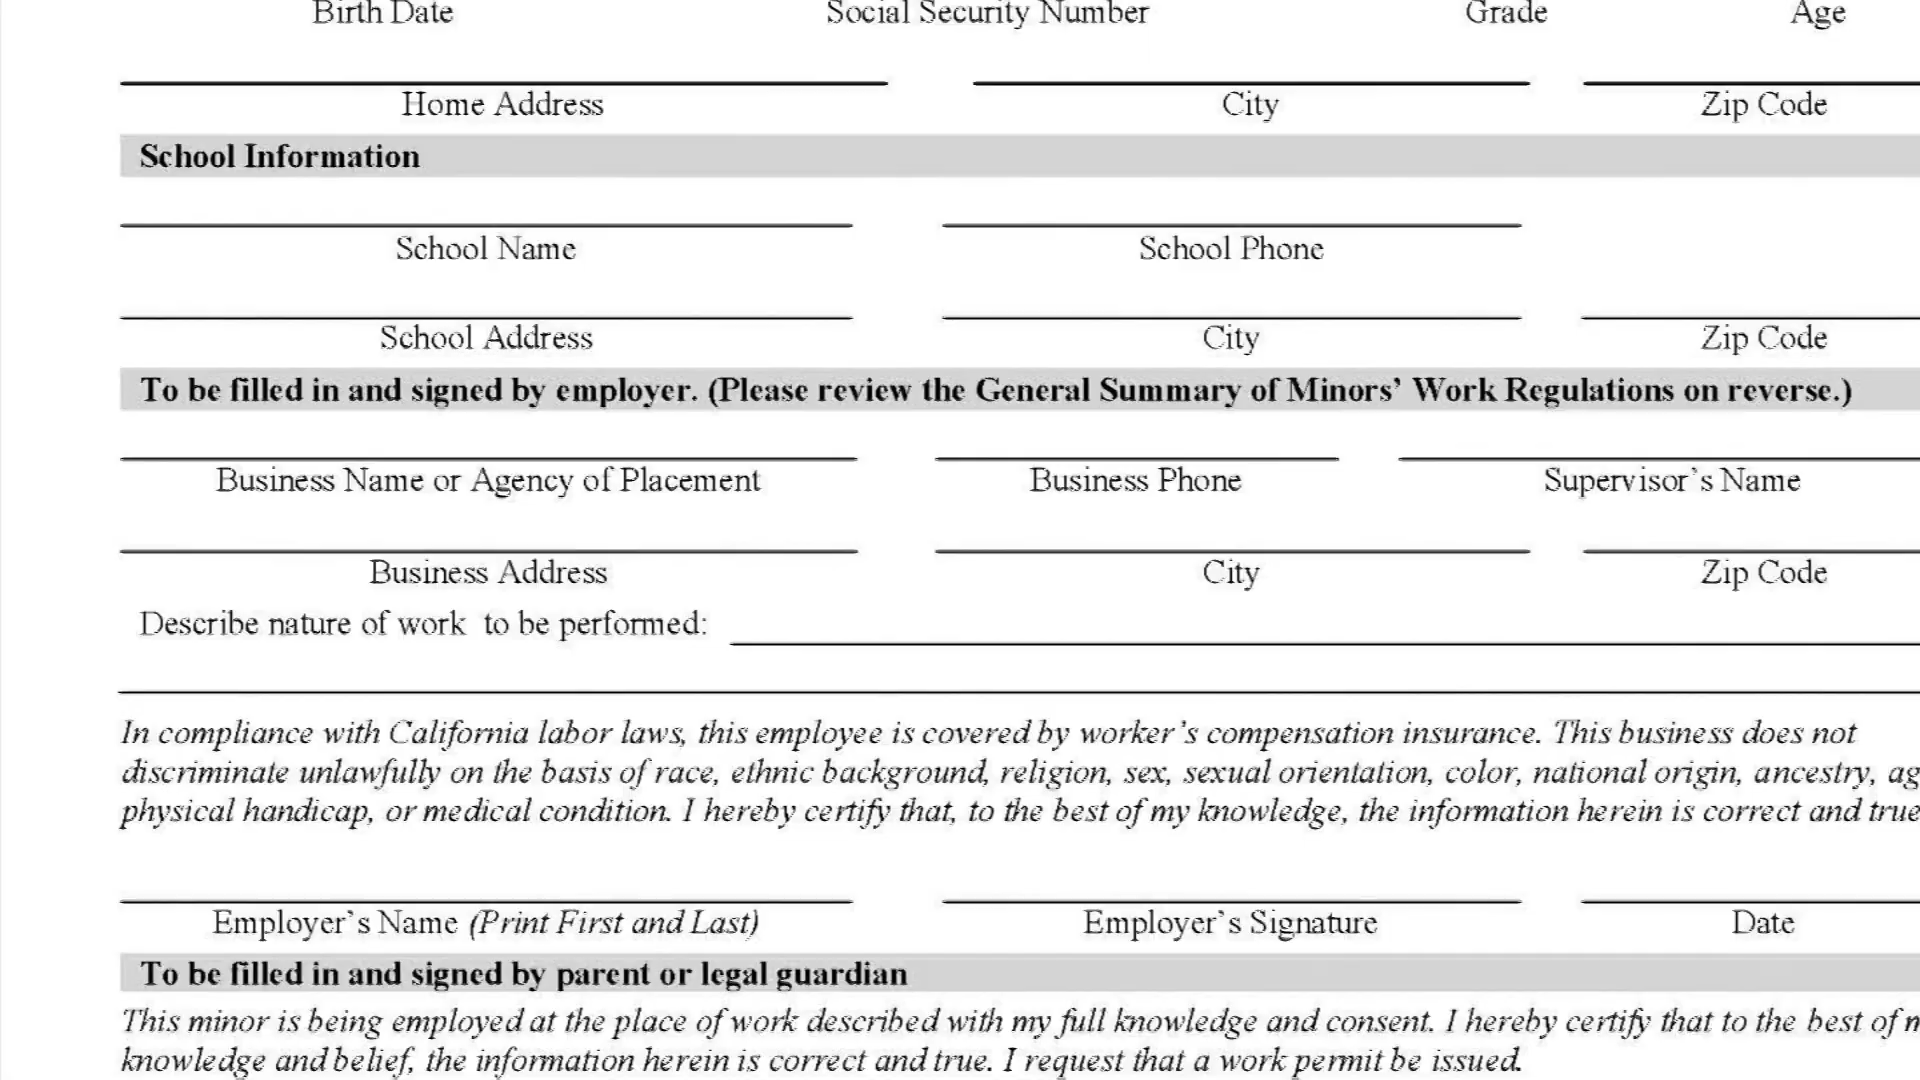 Birth Date Social Security Number Grade Age
Home Address City Zip Code
School Information
School Name School Phone
School Address City Zip Code
To be filled in and signed by employer. (Please review the General Summary of Minors’ Work Regulations on reverse.)
Business Name or Agency of Placement Business Phone Supervisor’s Name
Business Address City Zip Code
Describe nature of work to be performed:
In compliance with California labor laws, this employee is covered by worker’s compensation insurance. This business does not
discriminate unlawfully on the basis of race, ethnic background, religion, sex, sexual orientation, color, national origin, ancestry, ag
physical handicap, or medical condition. I hereby certify that, to the best of my knowledge, the information herein is correct and true
Employer’s Name (Print First and Last) Employer’s Signature Date
To be filled in and signed by parent or legal guardian
This minor is being employed at the place of work described with my full knowledge and consent. I hereby certify that to the best of m
knowledge and belief, the information herein is correct and true. I request that a work permit be issued.